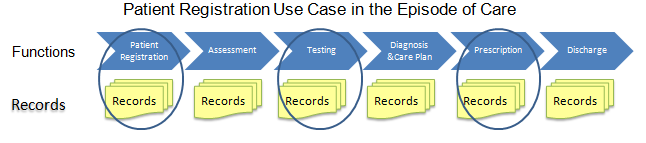 Patient Registration Use Case in the Episode of Care
Functions
Patient
Registration
Assessment
Testing
Diagnosis
&Care Plan
Prescription
Discharge
Records
Records
Records
Records
Records
Records
Records